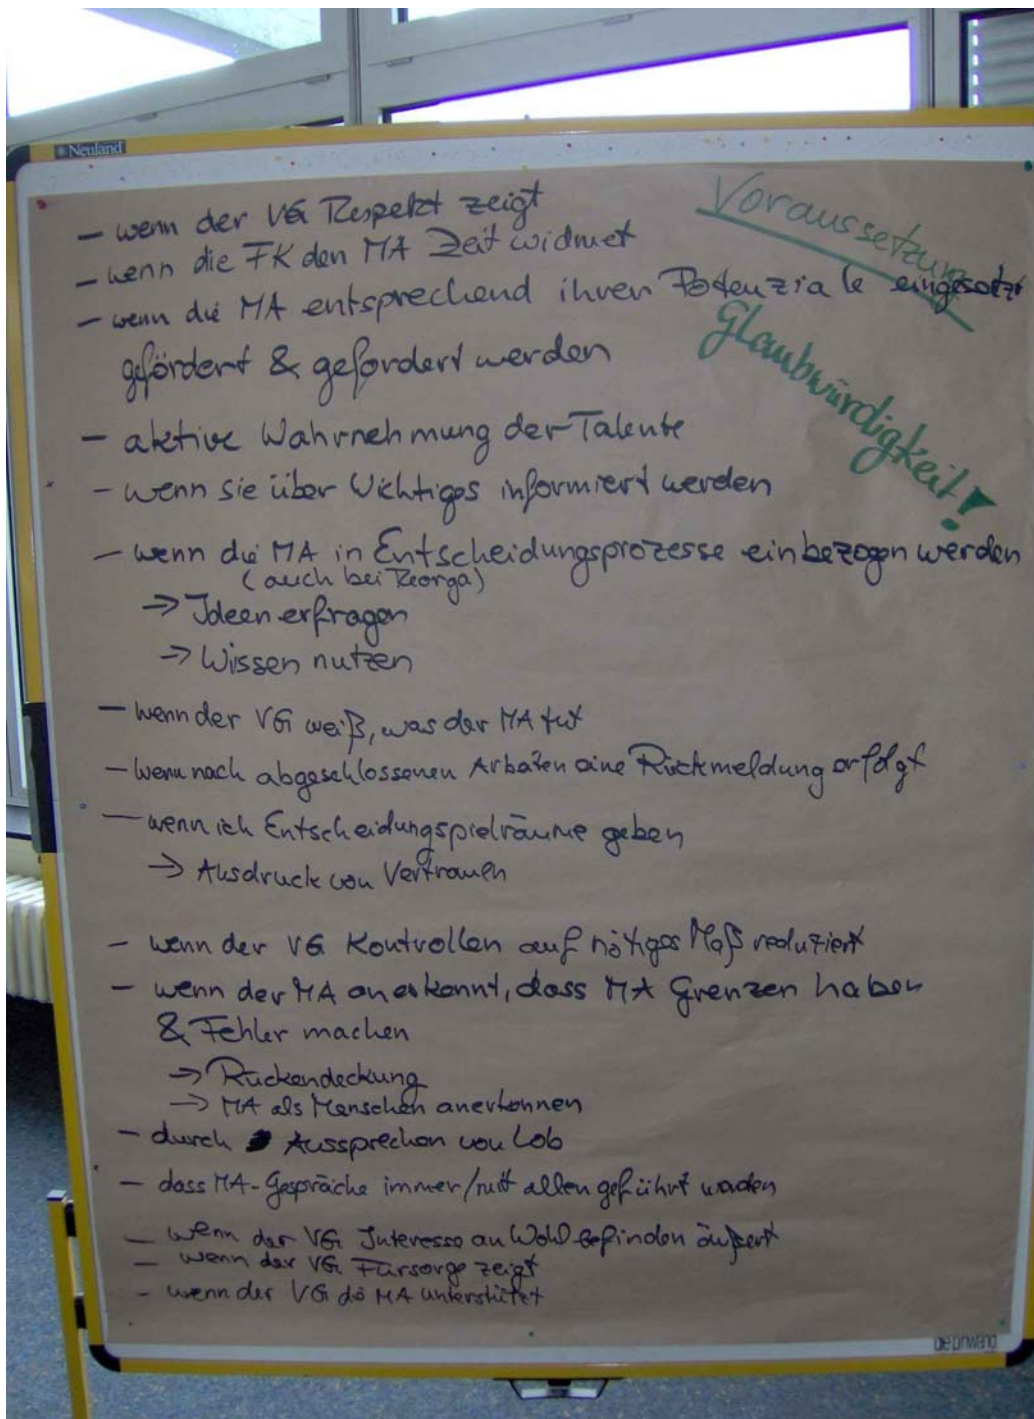 Neuland
Voraussetzung
Glaubwürdigkeit!
- wenn der VG Respekt zeigt
- wenn die FK den MA Zeit widmet
- wenn die MA entsprechend ihren Potenziale eingesetzt
gefördert & gefordert werden
- aktive Wahrnehmung der Talente
- wenn sie über Wichtiges informiert werden
- wenn die MA in Entscheidungsprozesse einbezogen werden
(auch bei Reorga)
→ Ideen erfragen
→ Wissen nutzen
- wenn der VG weiß, was der MA tut
- wenn nach abgeschlossenen Arbeiten eine Rückmeldung erfolgt
- wenn ich Entscheidungspielräume geben
→ Ausdruck von Vertrauen
- wenn der VG Kontrollen auf nötiges Maß reduziert
- wenn der MA anerkannt, dass MA Grenzen haben
& Fehler machen
→ Rückendeckung
→ MA als Menschen anerkennen
- durch Aussprechen von Lob
- dass MA-Gespräche immer/mit allen geführt werden
- wenn der VG Interesse an Wohlbefinden äußert
- wenn der VG Fürsorge zeigt
- wenn der VG MA unterstützt
die pinwand